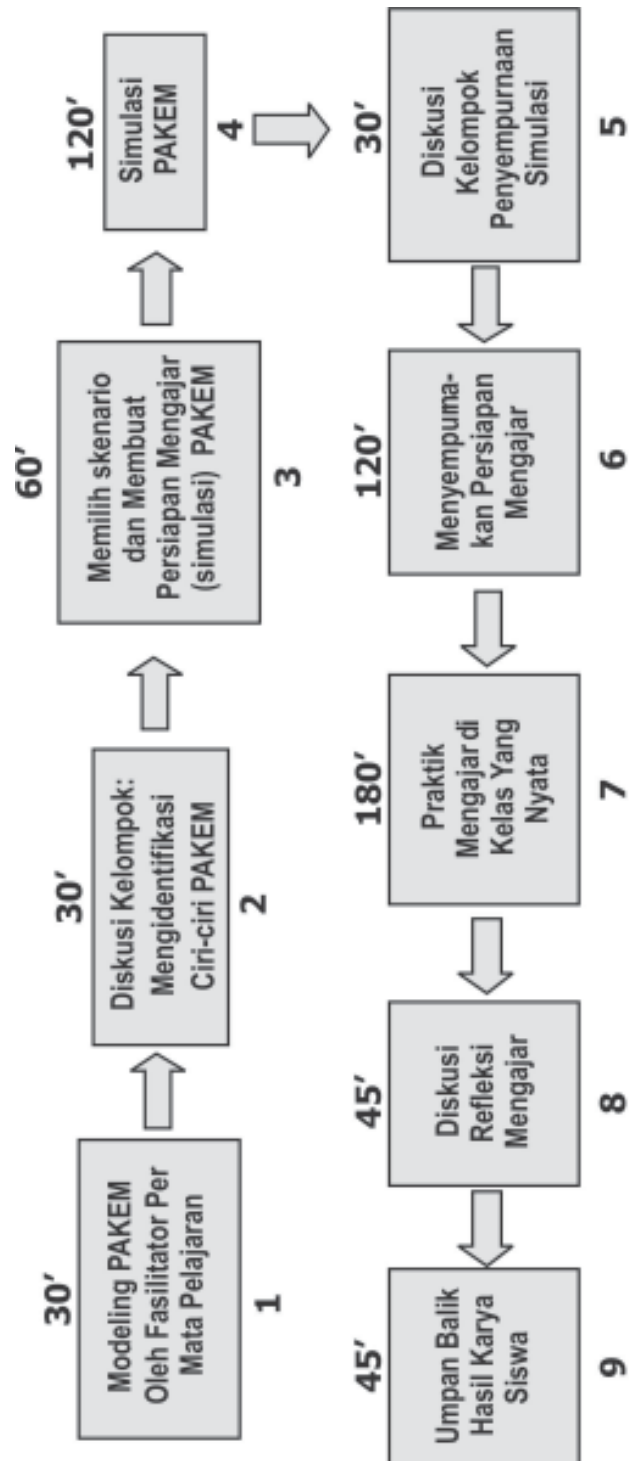 30’
Modeling PAKEM
Oleh Fasilitator Per
Mata Pelajaran
1
30’
Diskusi Kelompok:
Mengidentifikasi
Ciri-ciri PAKEM
2
60’
Memilih skenario
dan Membuat
Persiapan Mengajar
(simulasi) PAKEM
3
120’
Simulasi
PAKEM
4
30’
Diskusi
Kelompok
Penyempurnaan
Simulasi
5
120’
Menyempurna-
kan Persiapan
Mengajar
6
180’
Praktik
Mengajar di
Kelas Yang
Nyata
7
45’
Diskusi
Refleksi
Mengajar
8
45’
Umpan Balik
Hasil Karya
Siswa
9